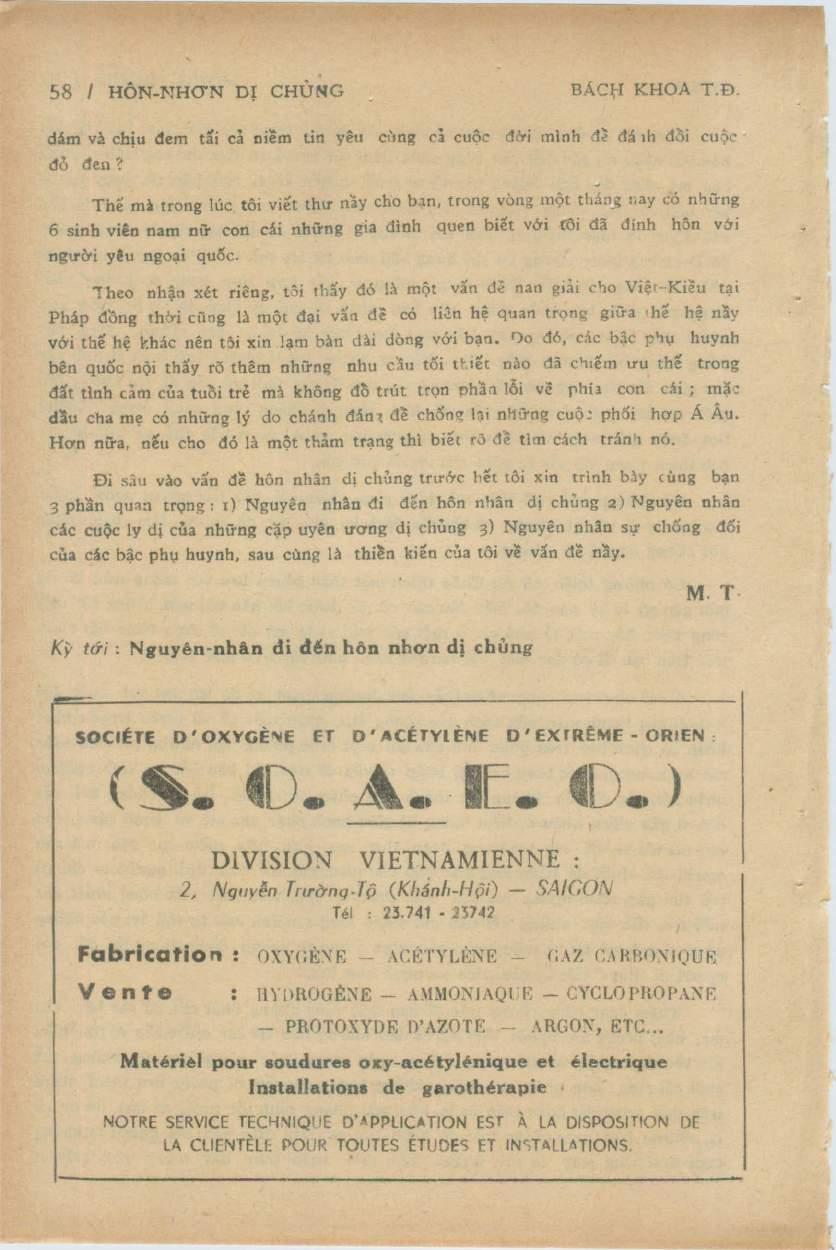 58 / HÔN-NHƠN DỊ CHỦNG BÁCH KHOA T.Đ.
dám và chịu đem tất cả niềm tin yêu cùng cả cuộc đời mình để đánh đổi cuộc
đỏ đen ?
Thế mà trong lúc tôi viết thư nầy cho bạn, trong vòng một tháng nay có những
6 sinh viên nam nữ con cái những gia đình quen biết với tôi đã đính hôn với
người yêu ngoại quốc.
Theo nhận xét riêng, tôi thấy đó là một vấn đề nan giải cho Việt-Kiều tại
Pháp đồng thời cũng là một đại vấn đề có liên hệ quan trọng giữa thế hệ nầy
với thế hệ khác nên tôi xin lạm bàn dài dòng với bạn. Do đó, các bậc phụ huynh
bên quốc nội thấy rõ thêm những nhu cầu tối thiết nào đã chiếm ưu thế trong
đất tình cảm của tuổi trẻ mà không đổ trút trọn phần lỗi về phía con cái ; mặc
dầu cha mẹ có những lý do chánh đáng để chống lại những cuộc phối hợp Á Âu.
Hơn nữa, nếu cho đó là một thảm trạng thì biết rõ để tìm cách tránh nó.
Đi sâu vào vấn đề hôn nhân dị chủng trước hết tôi xin trình bày cùng bạn
3 phần quan trọng : 1) Nguyên nhân đi đến hôn nhân dị chủng 2) Nguyên nhân
các cuộc ly dị của những cặp uyên ương dị chủng 3) Nguyên nhân sự chống đối
của các bậc phụ huynh, sau cùng là thiền kiến của tôi về vấn đề nầy.
M. T.
Kỳ tới : Nguyên-nhân đi đến hôn nhơn dị chủng
SOCIÉTE D'OXYGÈNE ET D'ACÉTYLÈNE D'EXTRÊME - ORIEN
(S. O. A. E. O.)
DIVISION VIETNAMIENNE :
2, Nguyễn Trường-Tộ (Khánh-Hội) — SAIGON
Tél : 23.741 - 23742
Fabrication : OXYGÈNE — ACÉTYLÈNE — GAZ CARBONIQUE
Vente : HYDROGÈNE — AMMONIAQUE — CYCLOPROPANE
— PROTOXYDE D'AZOTE — ARGON, ETC...
Matérièl pour soudures oxy-acétylénique et électrique
Installations de garothérapie
NOTRE SERVICE TECHNIQUE D'APPLICATION EST À LA DISPOSITION DE
LA CLIENTÈLE POUR TOUTES ÉTUDES ET INSTALLATIONS.